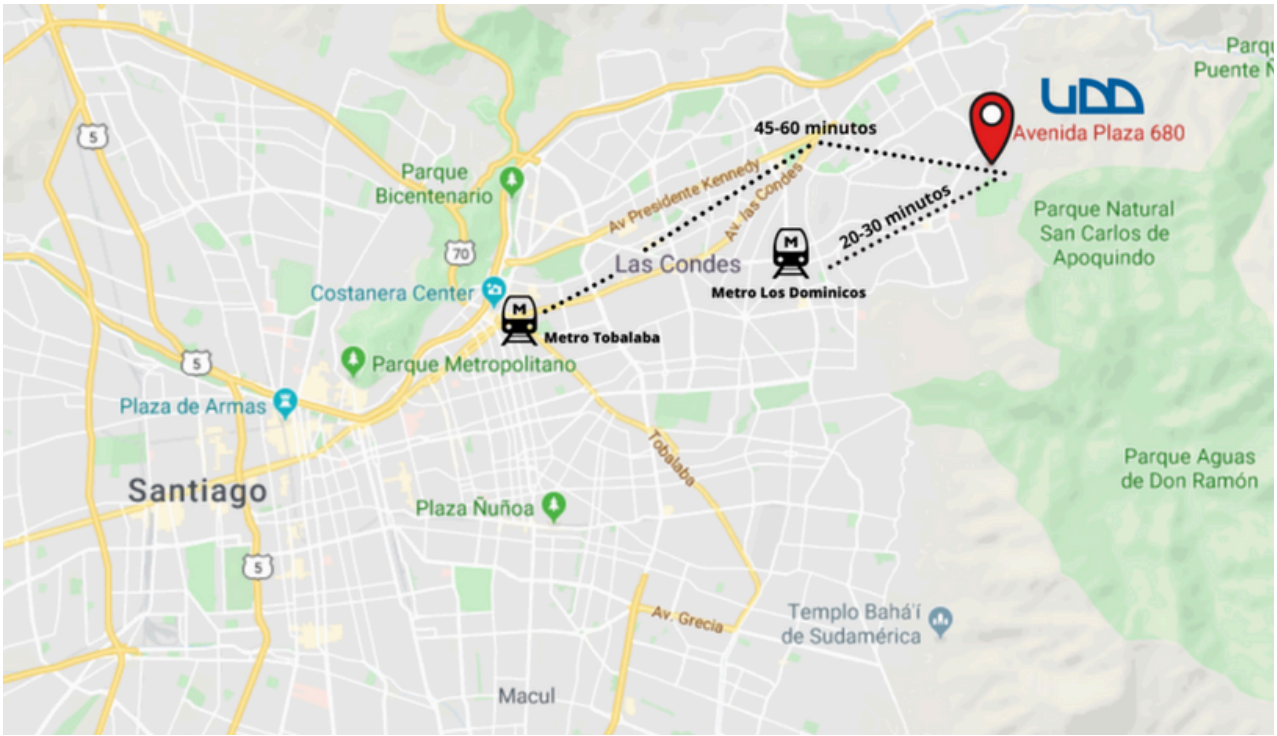 Parqu
Puente Ñ
UDD
45-60 minutos
Avenida Plaza 680
5
Parque
Bicentenario
Av Presidente Kennedy
Av. las Condes
20-30 minutos
Parque Natural
San Carlos de
Apoquindo
70
M
Las Condes
Costanera Center
Metro Los Dominicos
M
Metro Tobalaba
5
Parque Metropolitano
Plaza de Armas
Tobalaba
Parque Aguas
de Don Ramón
Santiago
Plaza Ñuñoa
5
Av. Grecia
Templo Bahá'í
de Sudamérica
Macul